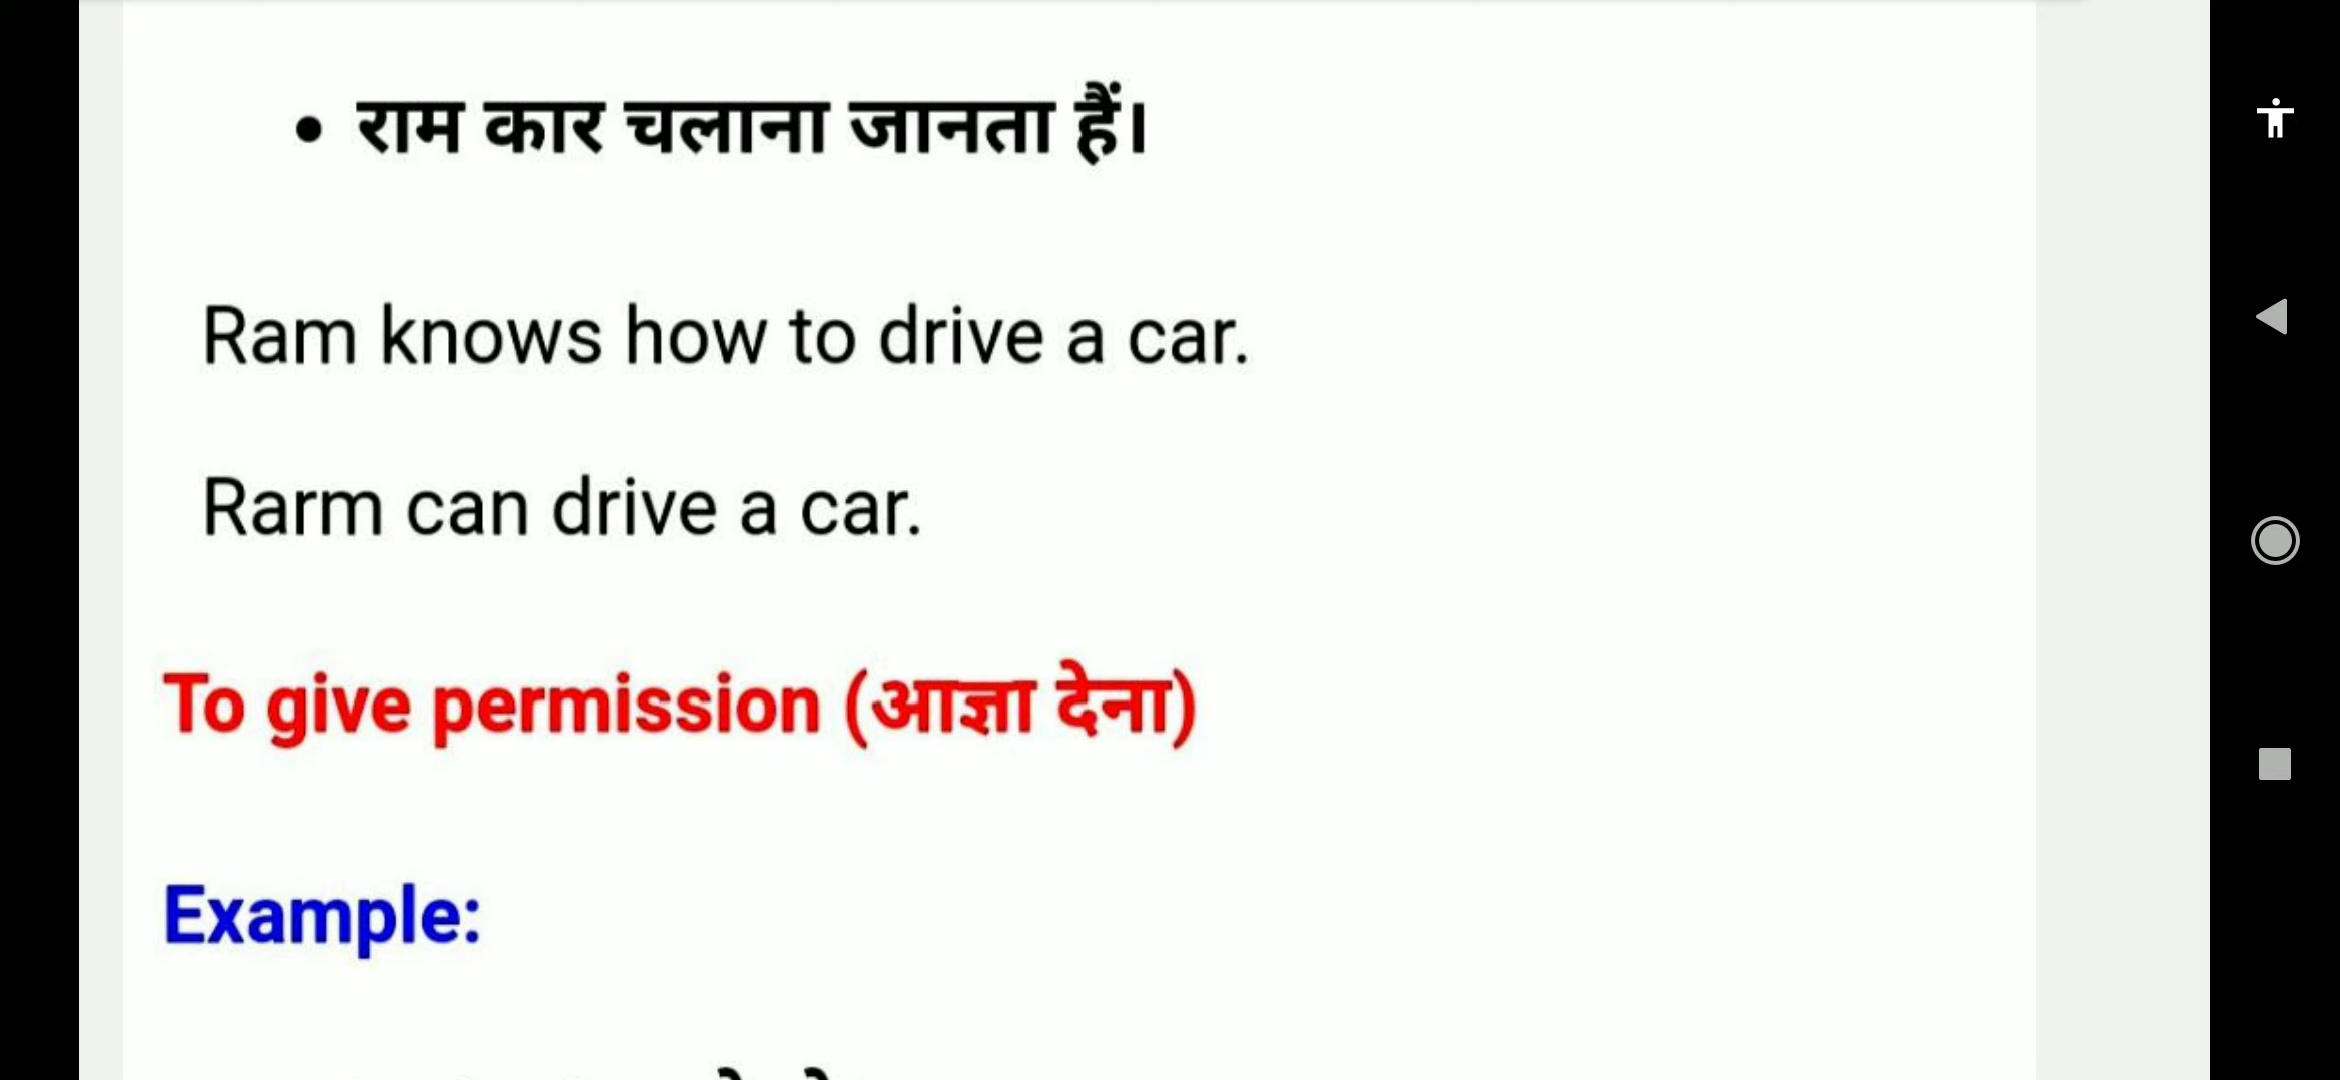 • राम कार चलाना जानता हैं।
Ram knows how to drive a car.
Rarm can drive a car.
To give permission (आज्ञा देना)
Example: